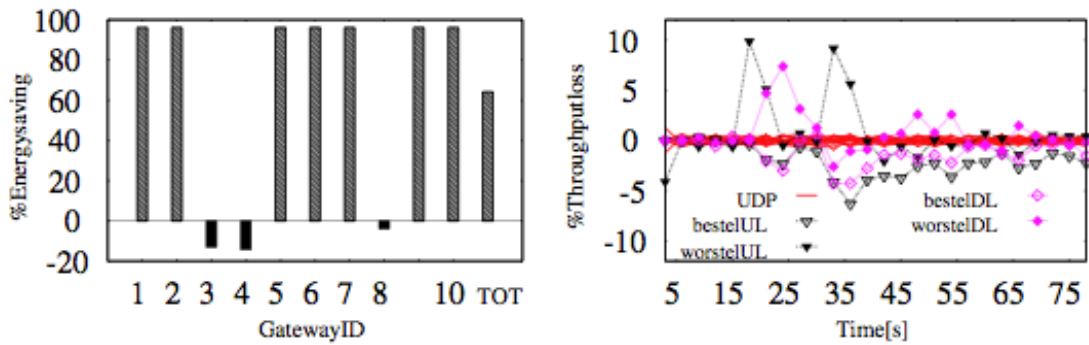 100
80
60
40
20
0
-20
%Energysaving
1 2 3 4 5 6 7 8 10 TOT
GatewayID
10
5
0
-5
-10
%Throughputloss
UDP
bestelUL
worstelUL
bestelDL
worstelDL
5 15 25 35 45 55 65 75
Time[s]